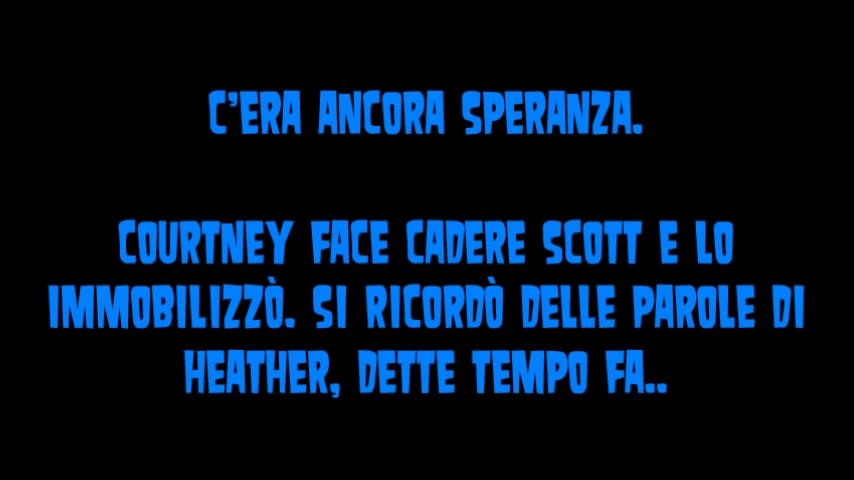 C'ERA ANCORA SPERANZA.
COURTNEY FACE CADERE SCOTT E LO
IMMOBILIZZÒ. SI RICORDÒ DELLE PAROLE DI
HEATHER, DETTE TEMPO FA..